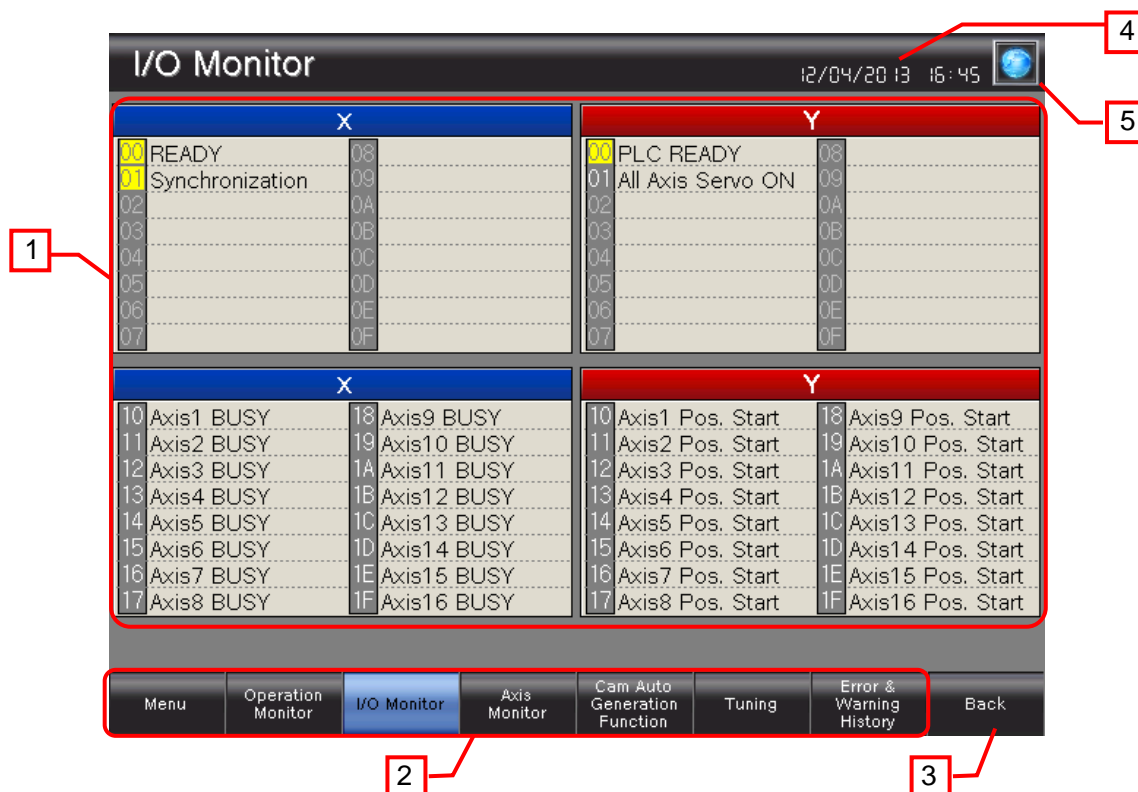 4
I/O Monitor
12/04/2013 16:45
5
X
00 READY 08
01 Synchronization 09
02 0A
03 0B
04 0C
05 0D
06 0E
07 0F
Y
00 PLC READY 08
01 All Axis Servo ON 09
02 0A
03 0B
04 0C
05 0D
06 0E
07 0F
1
X
10 Axis1 BUSY 18 Axis9 BUSY
11 Axis2 BUSY 19 Axis10 BUSY
12 Axis3 BUSY 1A Axis11 BUSY
13 Axis4 BUSY 1B Axis12 BUSY
14 Axis5 BUSY 1C Axis13 BUSY
15 Axis6 BUSY 1D Axis14 BUSY
16 Axis7 BUSY 1E Axis15 BUSY
17 Axis8 BUSY 1F Axis16 BUSY
Y
10 Axis1 Pos. Start 18 Axis9 Pos. Start
11 Axis2 Pos. Start 19 Axis10 Pos. Start
12 Axis3 Pos. Start 1A Axis11 Pos. Start
13 Axis4 Pos. Start 1B Axis12 Pos. Start
14 Axis5 Pos. Start 1C Axis13 Pos. Start
15 Axis6 Pos. Start 1D Axis14 Pos. Start
16 Axis7 Pos. Start 1E Axis15 Pos. Start
17 Axis8 Pos. Start 1F Axis16 Pos. Start
Menu
Operation
Monitor
I/O Monitor
Axis
Monitor
Cam Auto
Generation
Function
Tuning
Error &
Warning
History
Back
2
3